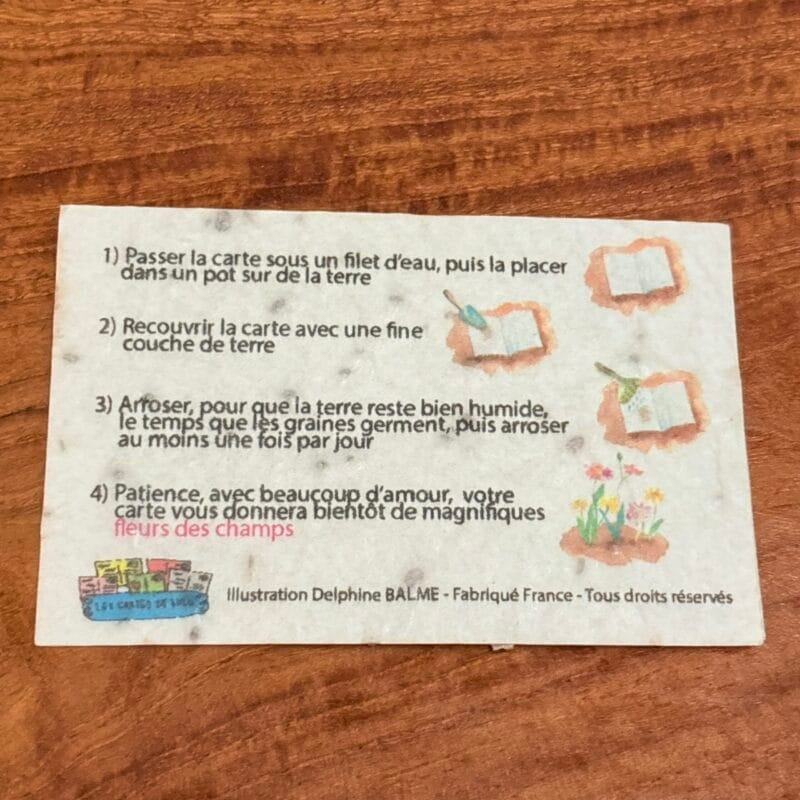 1) Passer la carte sous un filet d'eau, puis la placer
dans un pot sur de la terre
2) Recouvrir la carte avec une fine
couche de terre
3) Arroser, pour que la terre reste bien humide,
le temps que les graines germent, puis arroser
au moins une fois par jour
4) Patience, avec beaucoup d'amour, votre
carte vous donnera bientôt de magnifiques
fleurs des champs
LES CARTES DE
Illustration Delphine BALME - Fabriqué France - Tous droits réservés